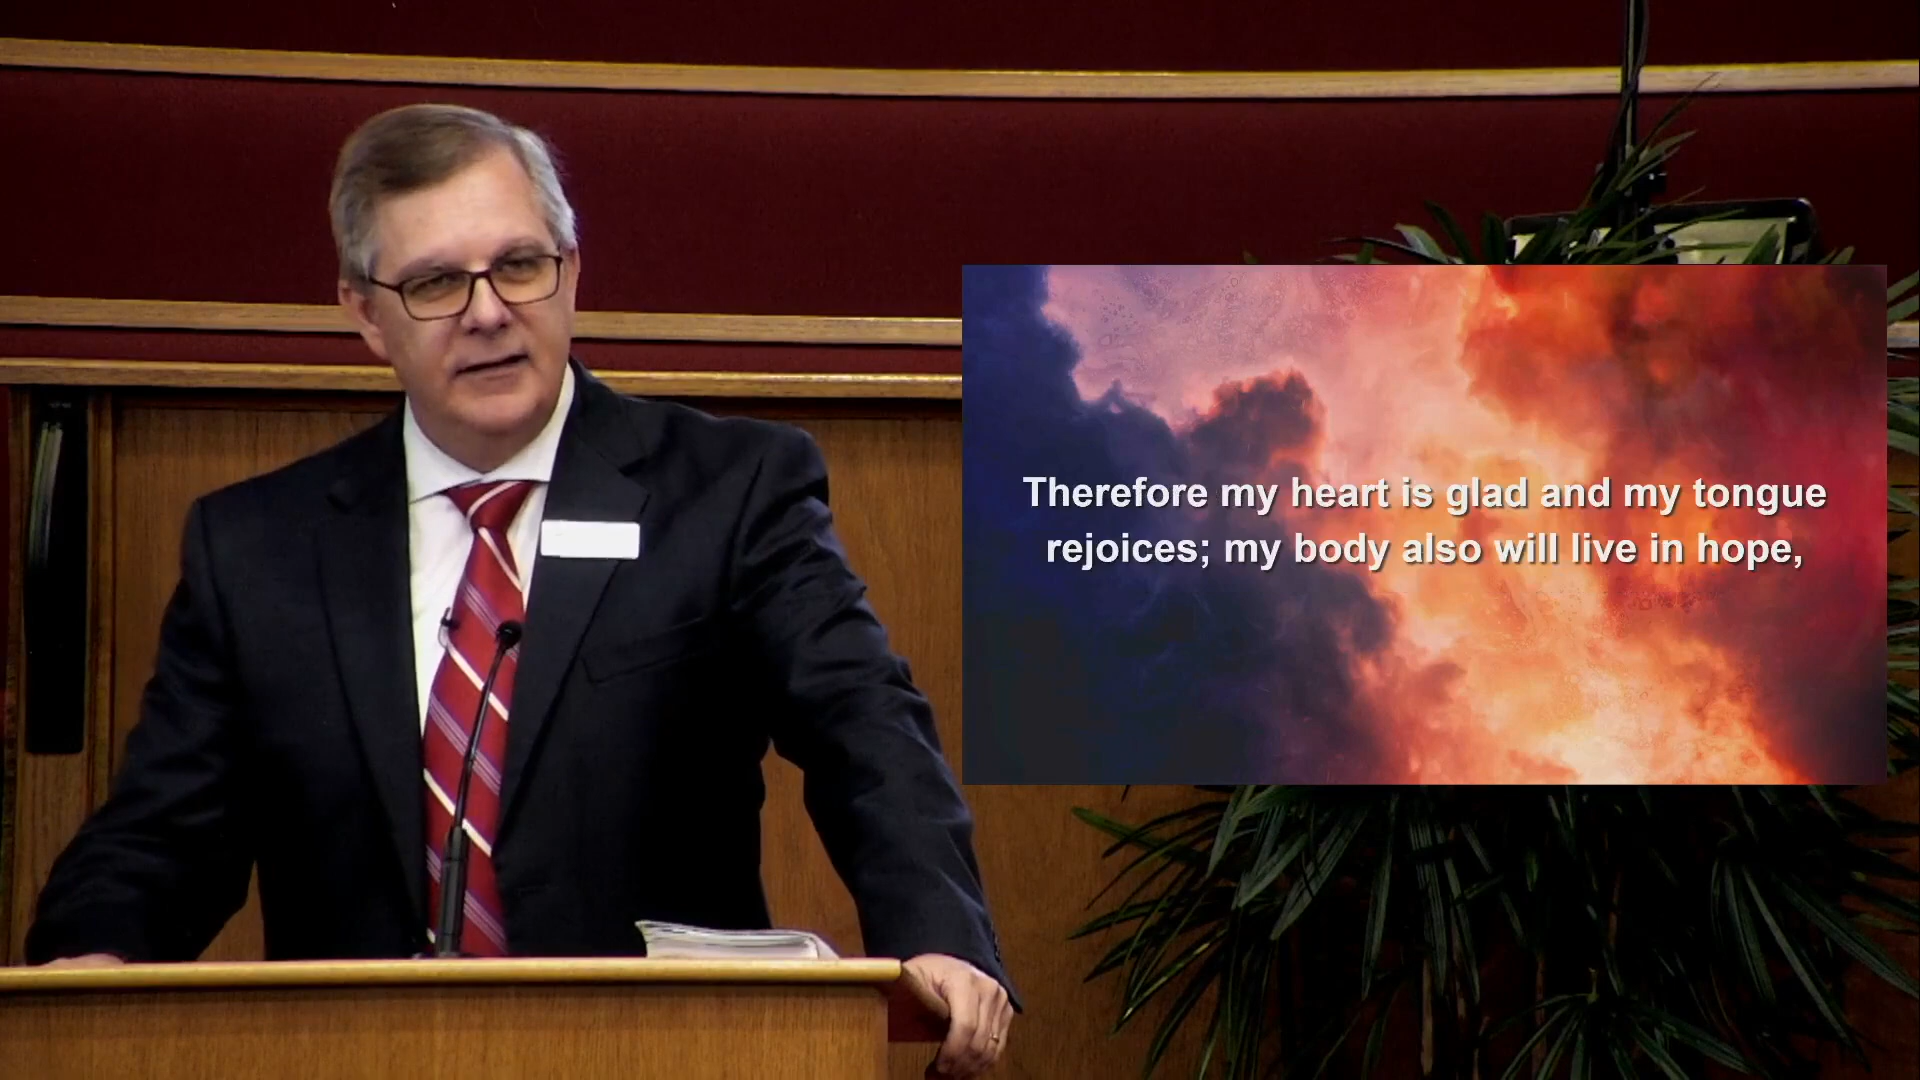 Therefore my heart is glad and my tongue
rejoices; my body also will live in hope,